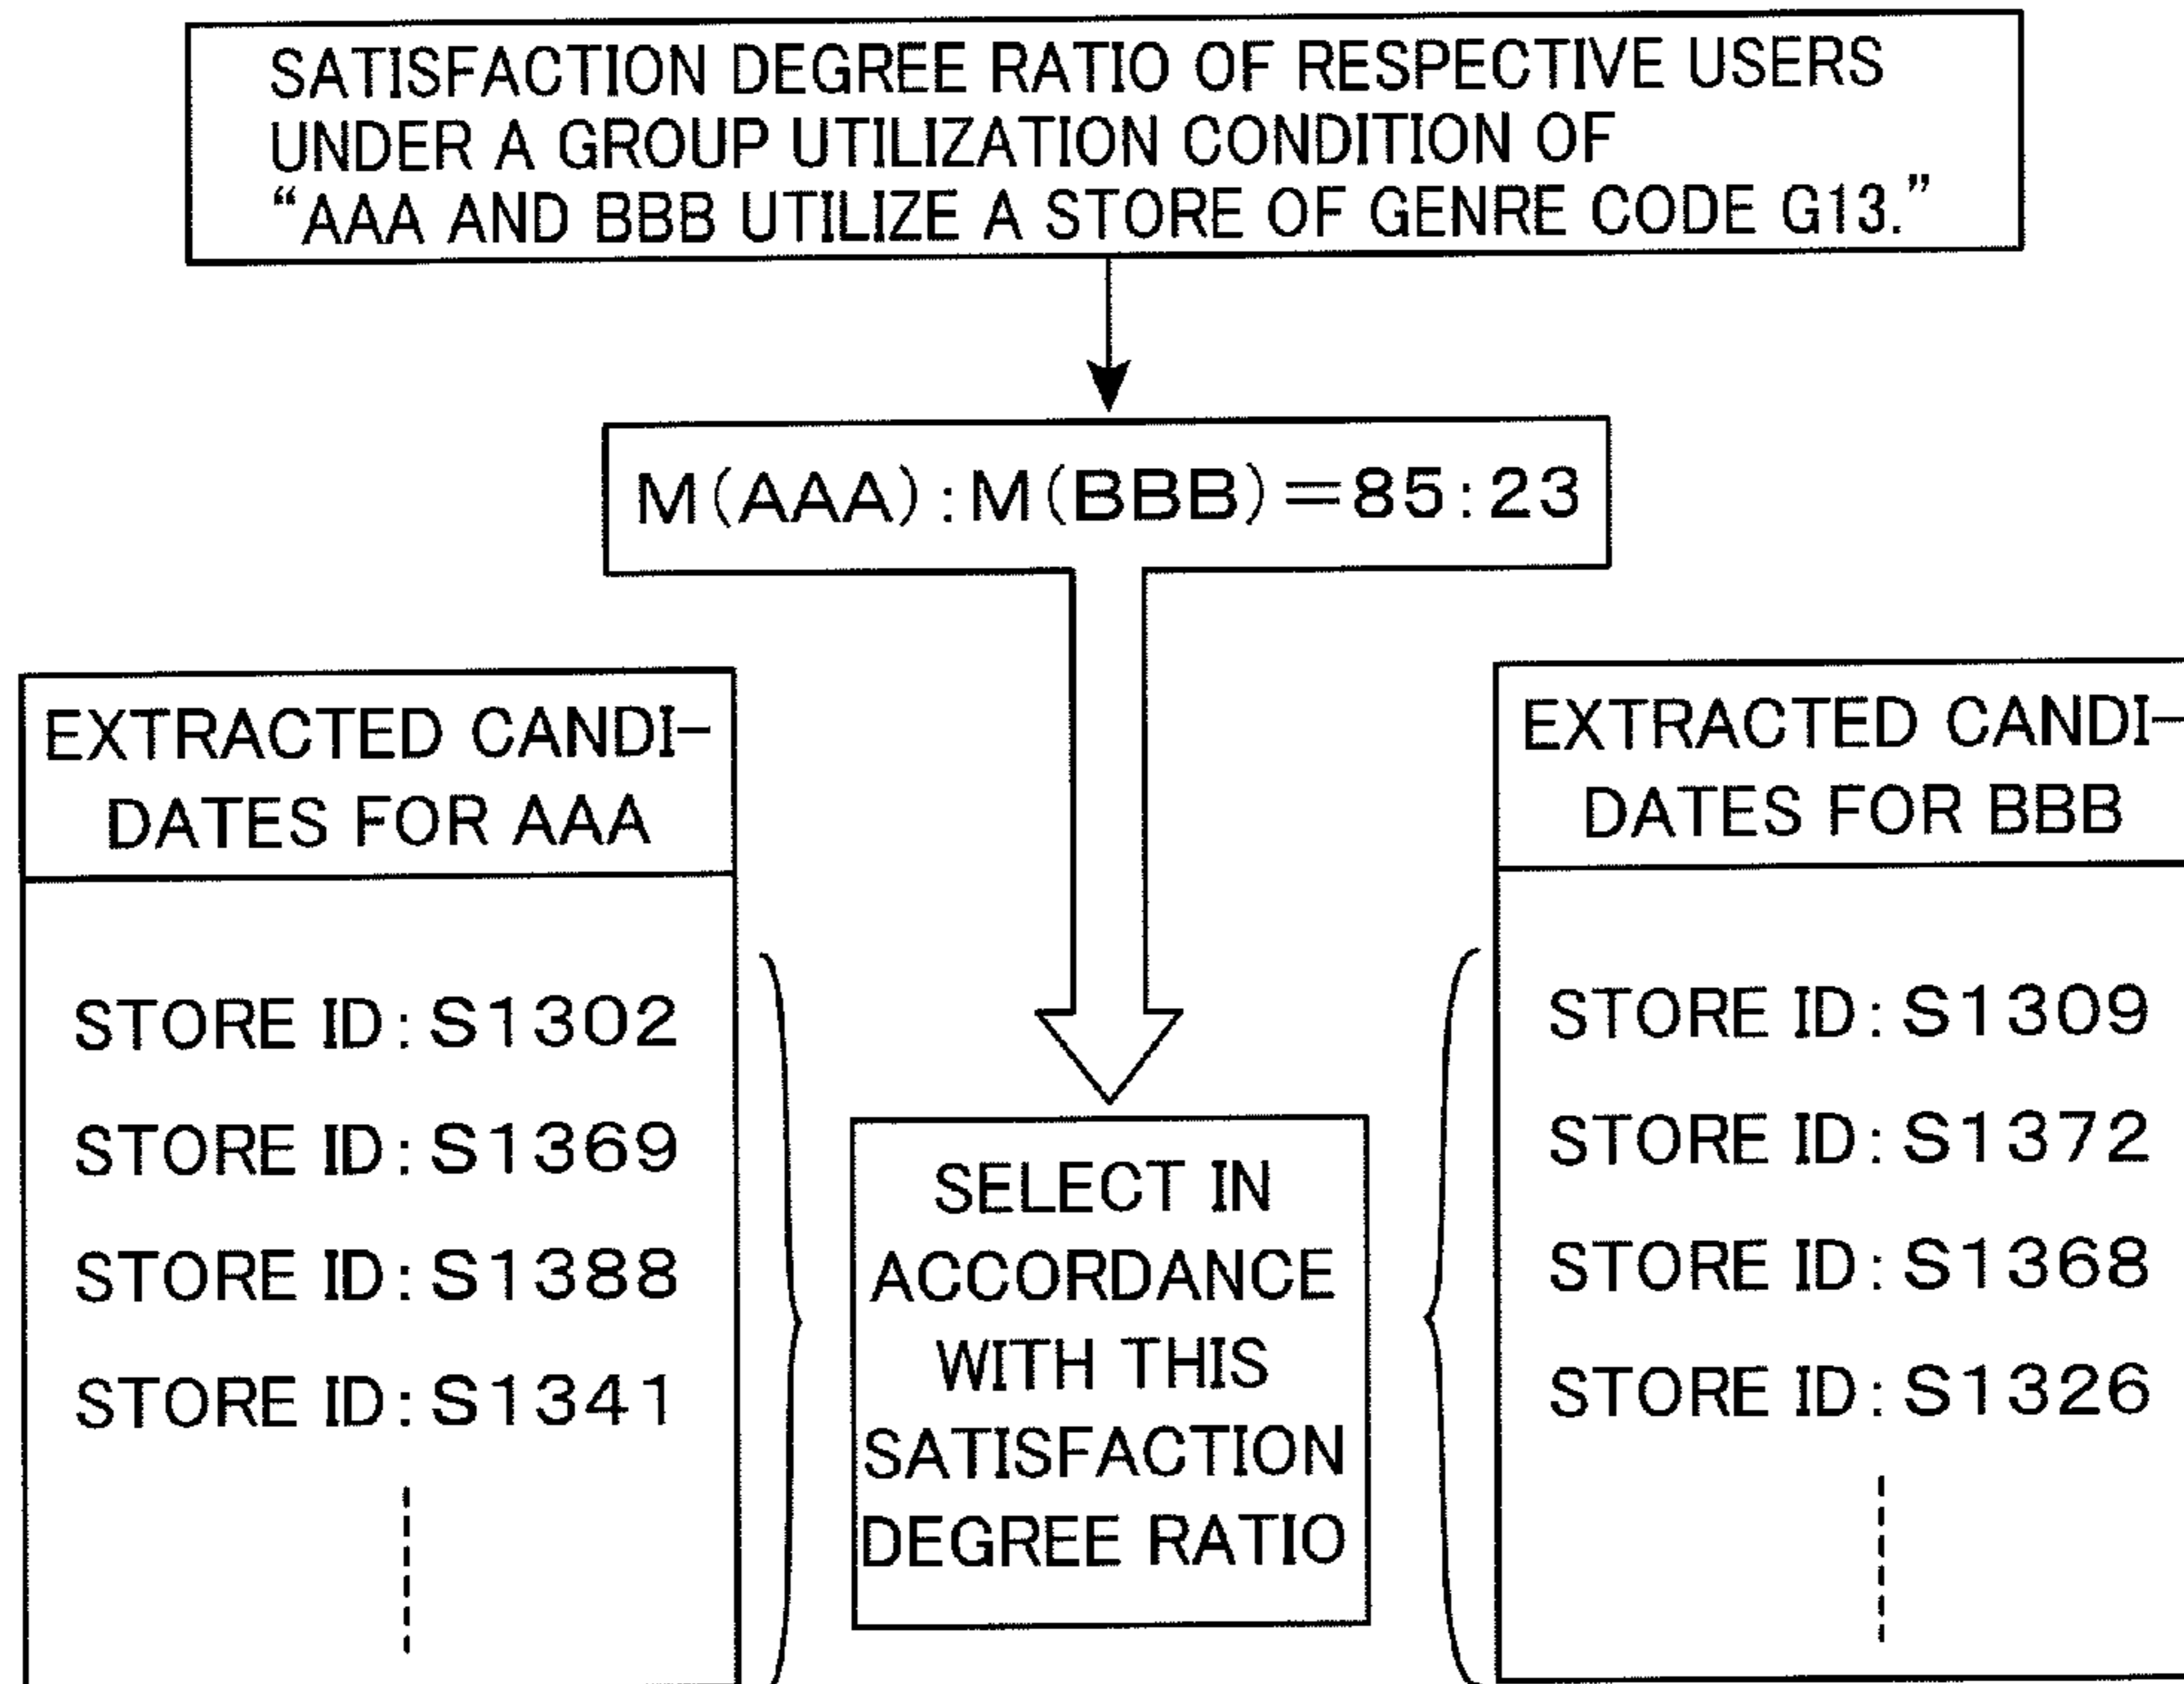 SATISFACTION DEGREE RATIO OF RESPECTIVE USERS
UNDER A GROUP UTILIZATION CONDITION OF
“AAA AND BBB UTILIZE A STORE OF GENRE CODE G13.”
M(AAA):M(BBB)=85:23
EXTRACTED CANDI-
DATES FOR AAA
STORE ID:S1302
STORE ID:S1369
STORE ID:S1388
STORE ID:S1341
SELECT IN
ACCORDANCE
WITH THIS
SATISFACTION
DEGREE RATIO
EXTRACTED CANDI-
DATES FOR BBB
STORE ID:S1309
STORE ID:S1372
STORE ID:S1368
STORE ID:S1326